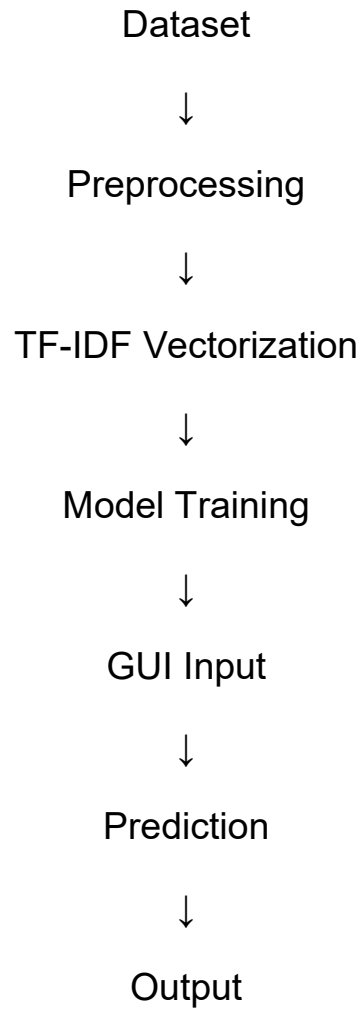 Dataset
↓
Preprocessing
↓
TF-IDF Vectorization
↓
Model Training
↓
GUI Input
↓
Prediction
↓
Output